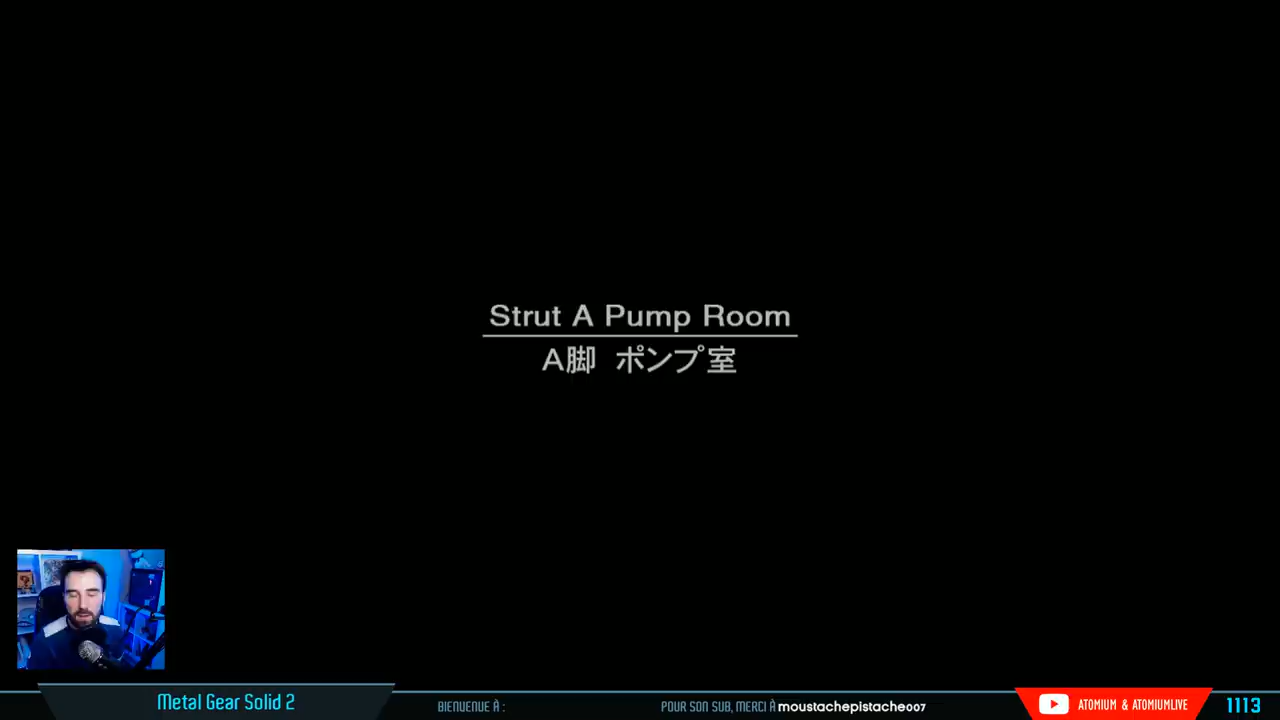 Strut A Pump Room
A脚 ポンプ室
Metal Gear Solid 2
BIENVENUE À :
POUR SON SUB, MERCI À moustachepistache007
ATOMIUM & ATOMIUMLIVE
1113